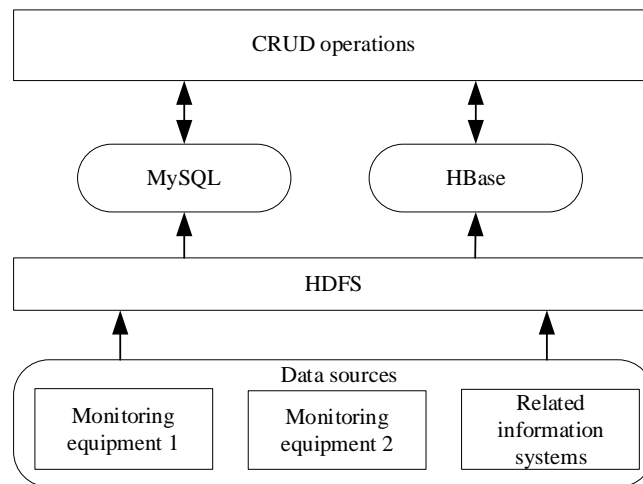 CRUD operations
MySQL
HBase
HDFS
Data sources
Monitoring
equipment 1
Monitoring
equipment 2
Related
information
systems